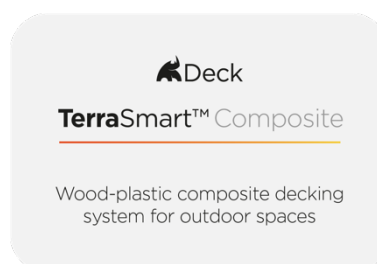 Deck
TerraSmart™ Composite
Wood-plastic composite decking
system for outdoor spaces